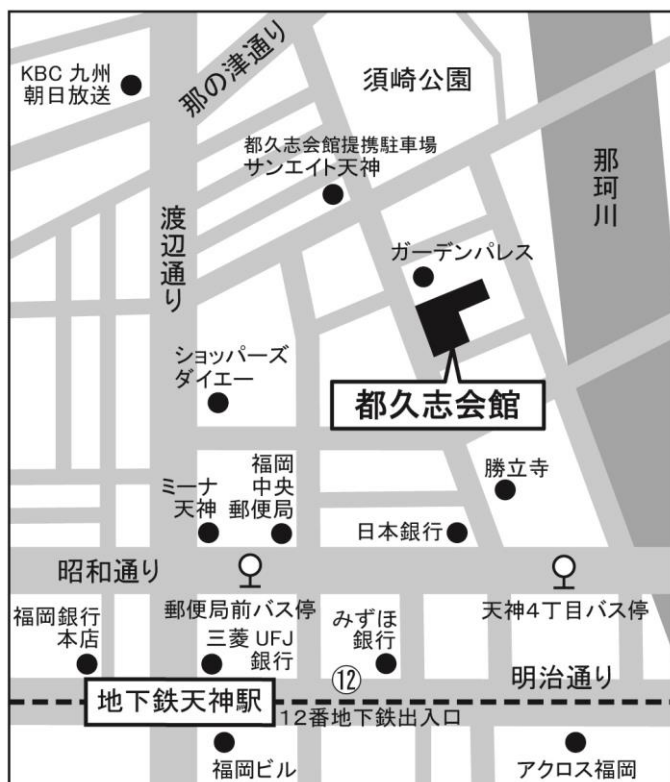 KBC 九州
朝日放送
那の津通り
須崎公園
都久志会館提携駐車場
サンエイト天神
那珂川
渡辺通り
ガーデンパレス
ショッパーズ
ダイエー
都久志会館
ミーナ
天神
福岡
中央
郵便局
勝立寺
日本銀行
昭和通り
郵便局前バス停
天神4丁目バス停
福岡銀行
本店
三菱 UFJ
銀行
みずほ
銀行
⑫
明治通り
地下鉄天神駅
12番地下鉄出入口
福岡ビル
アクロス福岡